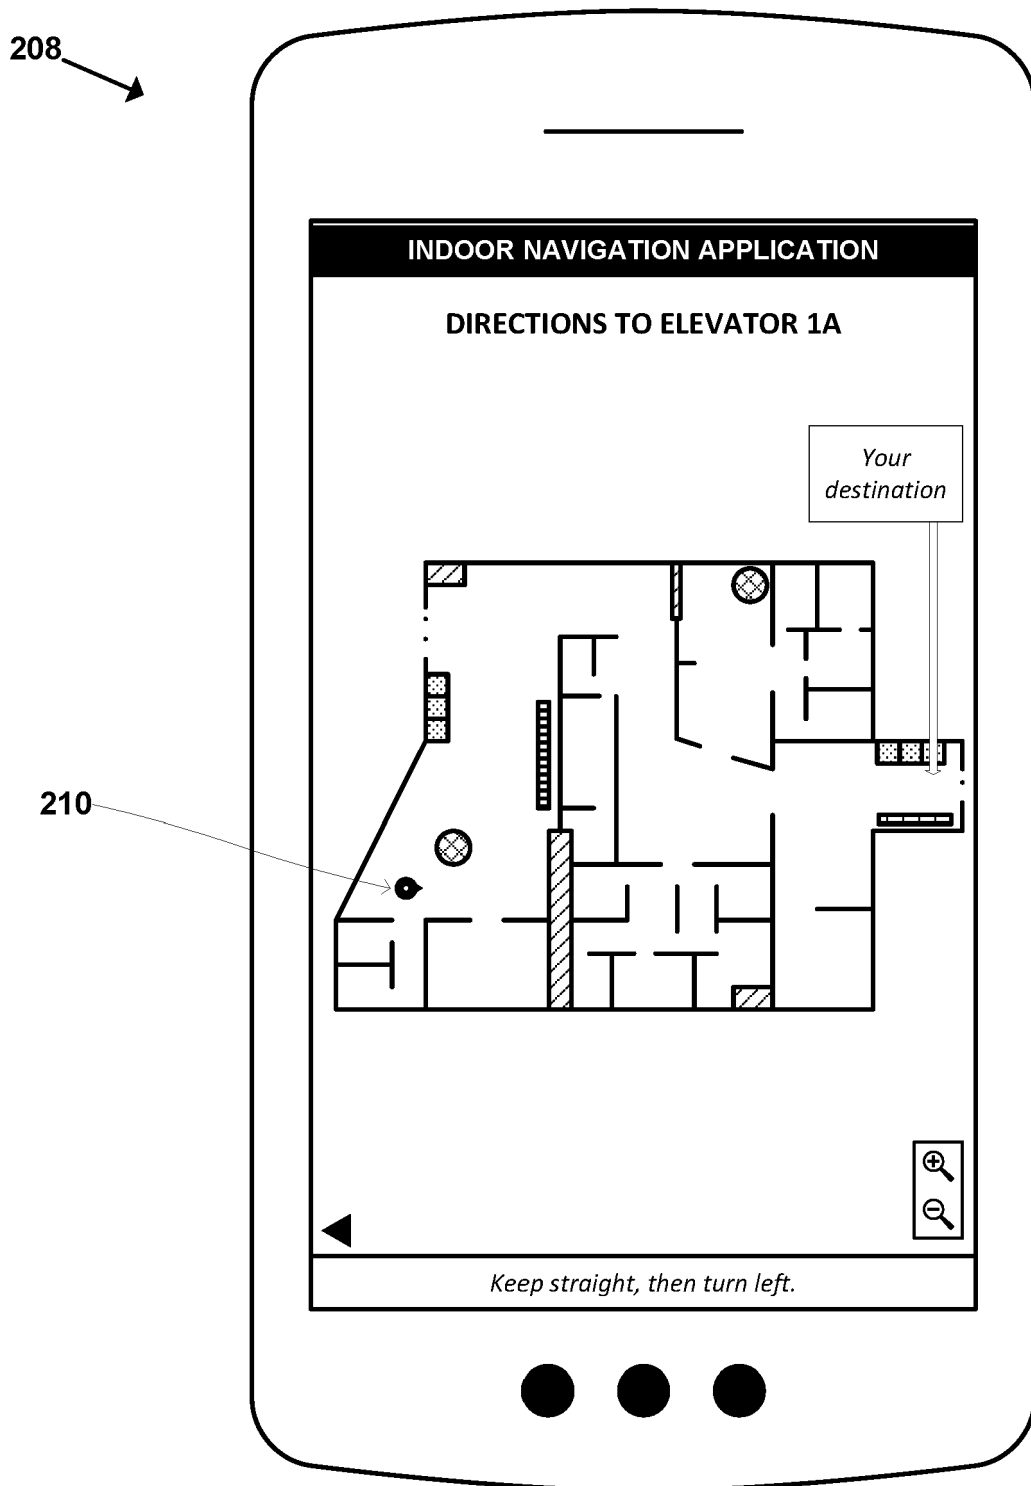 208
INDOOR NAVIGATION APPLICATION
DIRECTIONS TO ELEVATOR 1A
Your
destination
210
Keep straight, then turn left.